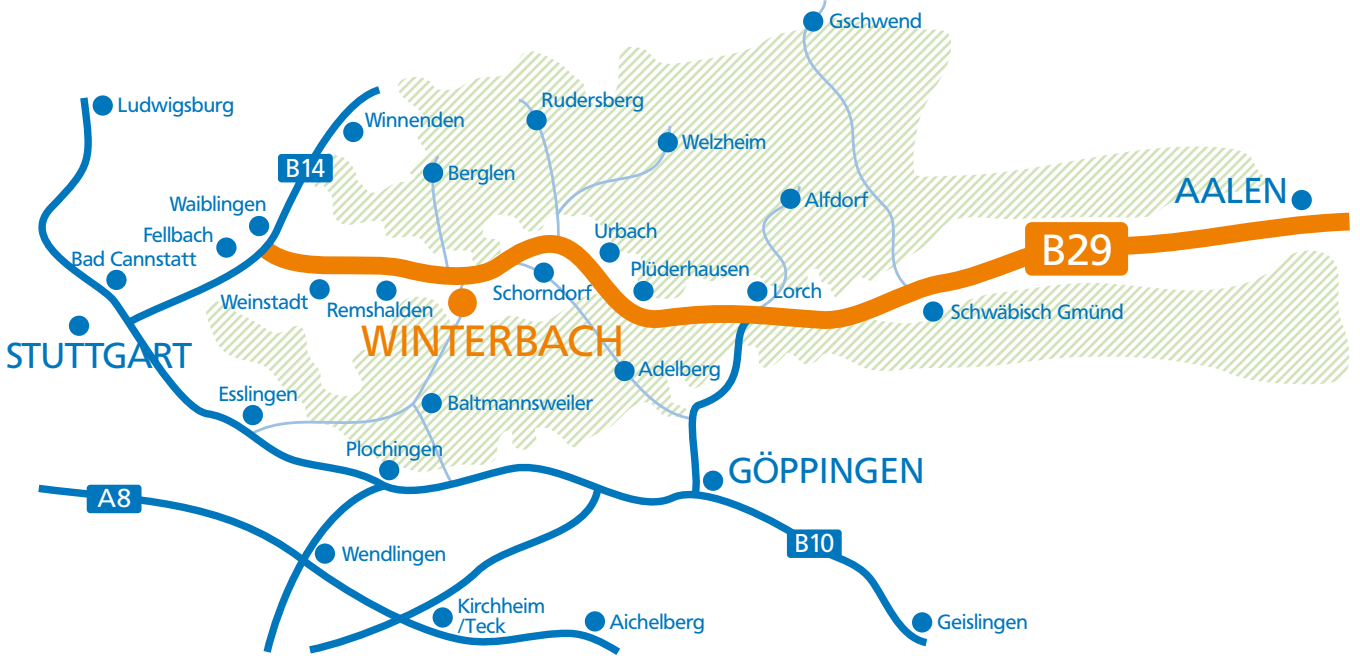 Gschwend
Ludwigsburg
Rudersberg
Winnenden
Welzheim
B14
Berglen
AALEN
Alfdorf
Waiblingen
Fellbach
Urbach
B29
Bad Cannstatt
Plüderhausen
Schorndorf
Lorch
Weinstadt
Remshalden
Schwäbisch Gmünd
WINTERBACH
STUTTGART
Adelberg
Esslingen
Baltmannsweiler
Plochingen
GÖPPINGEN
A8
B10
Wendlingen
Kirchheim
/Teck
Aichelberg
Geislingen